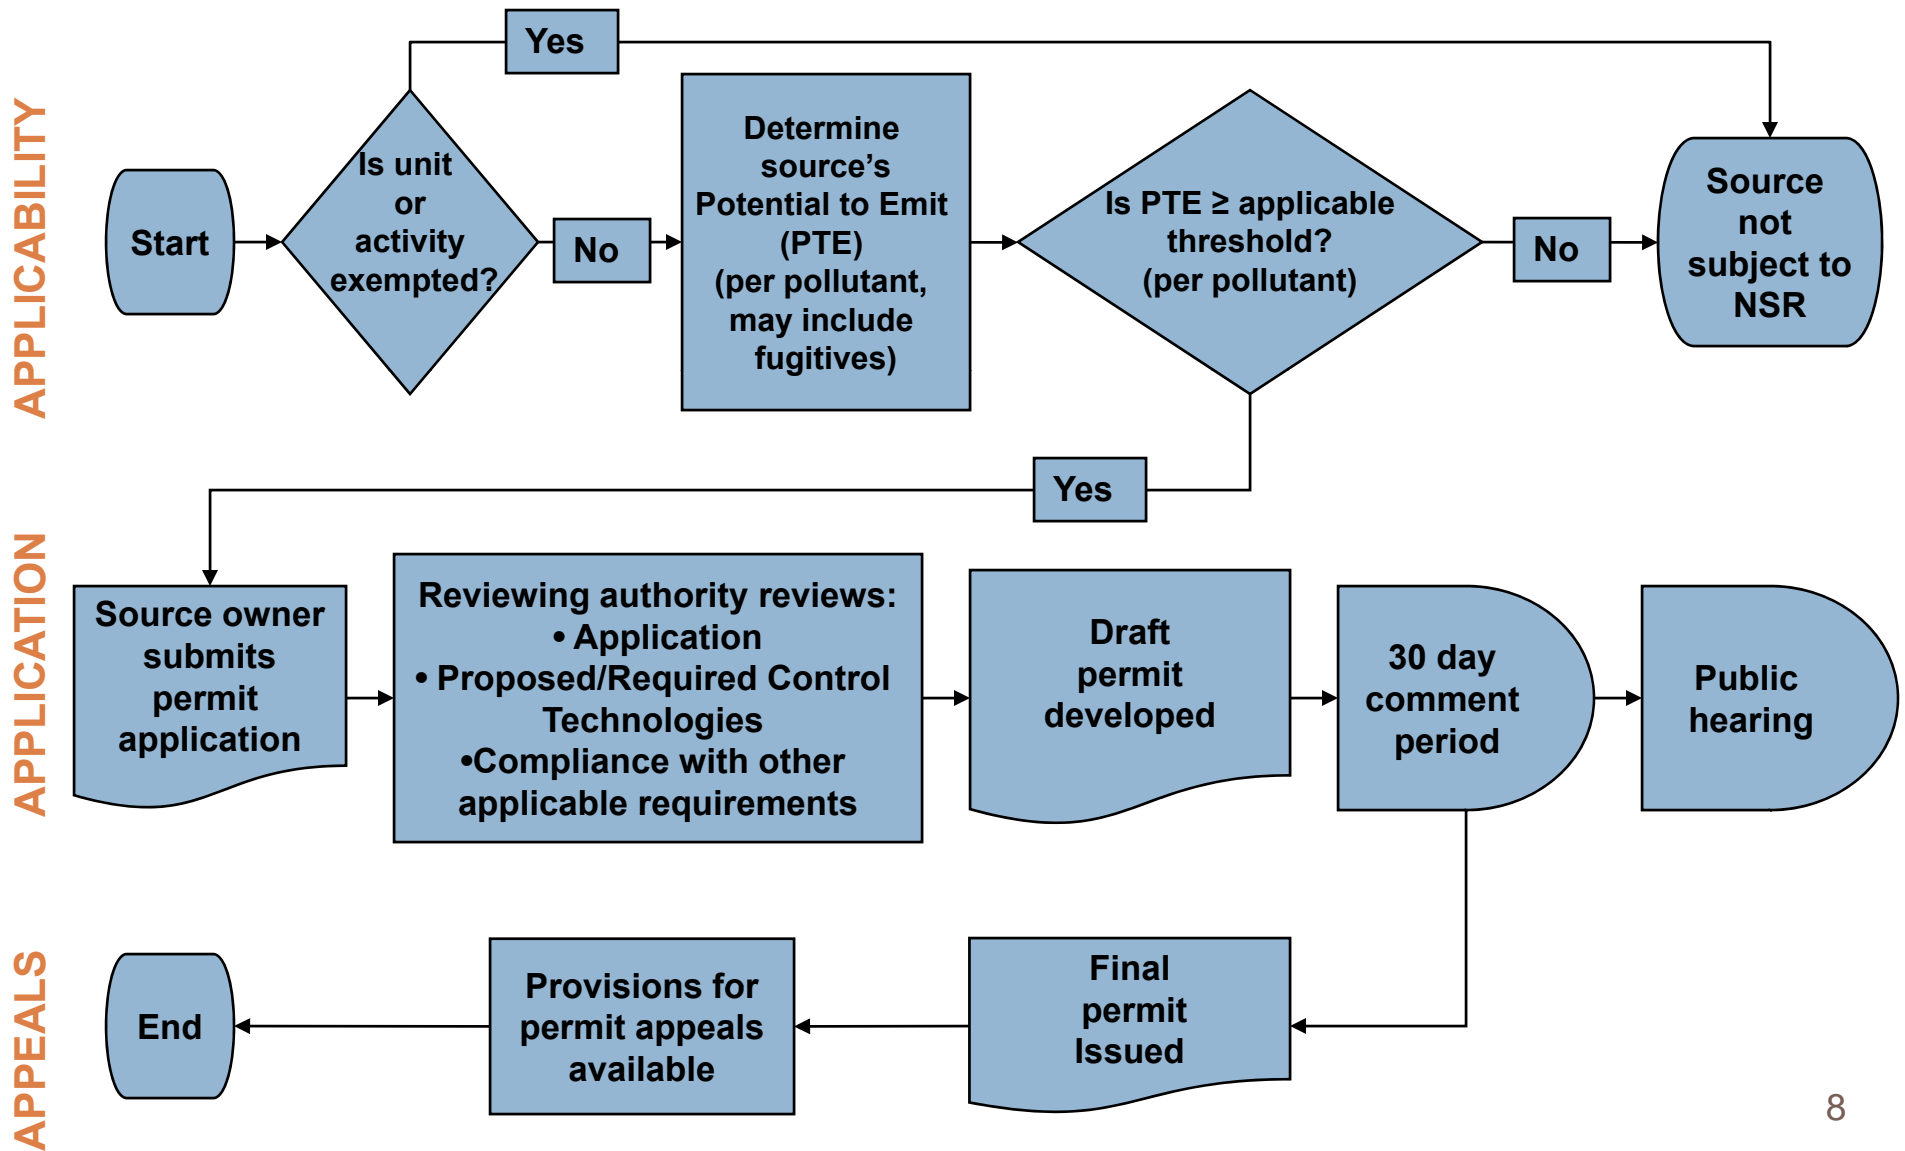 APPLICABILITY
Yes
Start
Is unit
or
activity
exempted?
No
Determine
source’s
Potential to Emit
(PTE)
(per pollutant,
may include
fugitives)
Is PTE ≥ applicable
threshold?
(per pollutant)
No
Source
not
subject to
NSR
Yes
APPLICATION
Source owner
submits
permit
application
Reviewing authority reviews:
• Application
• Proposed/Required Control
Technologies
•Compliance with other
applicable requirements
Draft
permit
developed
30 day
comment
period
Public
hearing
APPEALS
End
Provisions for
permit appeals
available
Final
permit
Issued
8